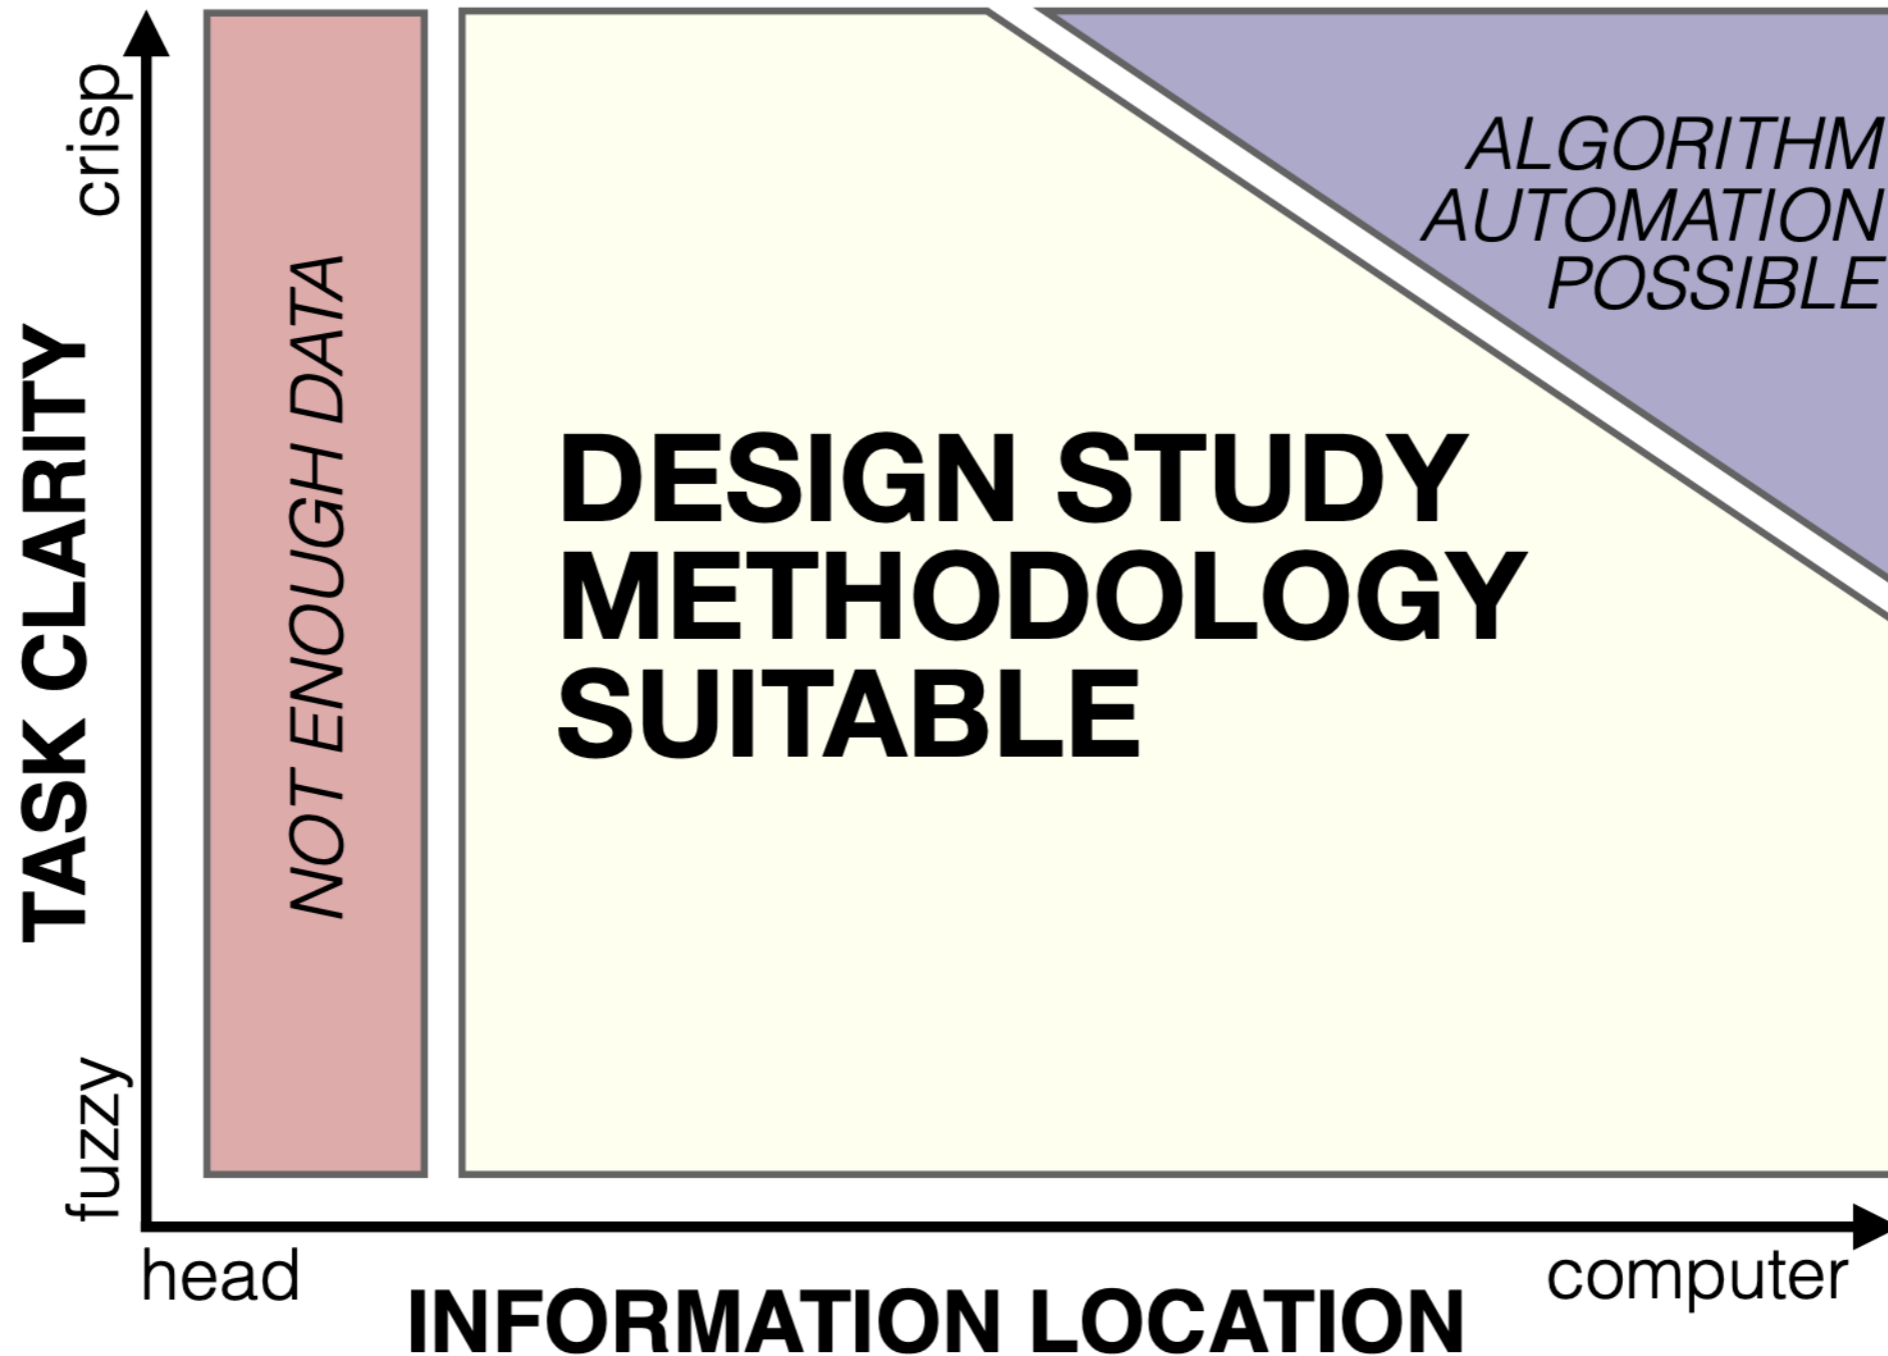 crisp
TASK CLARITY
fuzzy
NOT ENOUGH DATA
DESIGN STUDY
METHODOLOGY
SUITABLE
ALGORITHM
AUTOMATION
POSSIBLE
head
computer
INFORMATION LOCATION